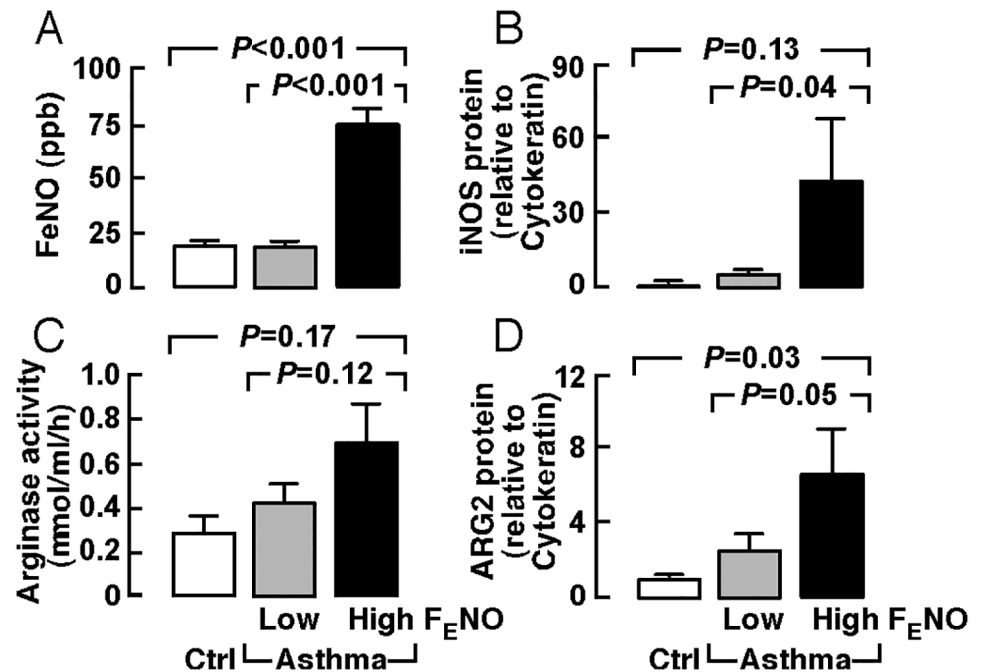 A
P<0.001
P<0.001
FeNO (ppb)
100
75
50
25
0
B
P=0.13
P=0.04
iNOS protein
(relative to
Cytokeratin)
90
60
30
0
C
P=0.17
P=0.12
Arginase activity
(mmol/ml/h)
1.0
0.8
0.6
0.4
0.2
0
D
P=0.03
P=0.05
ARG2 protein
(relative to
Cytokeratin)
12
8
4
0
Low High FENO
Ctrl Asthma
Low High FENO
Ctrl Asthma